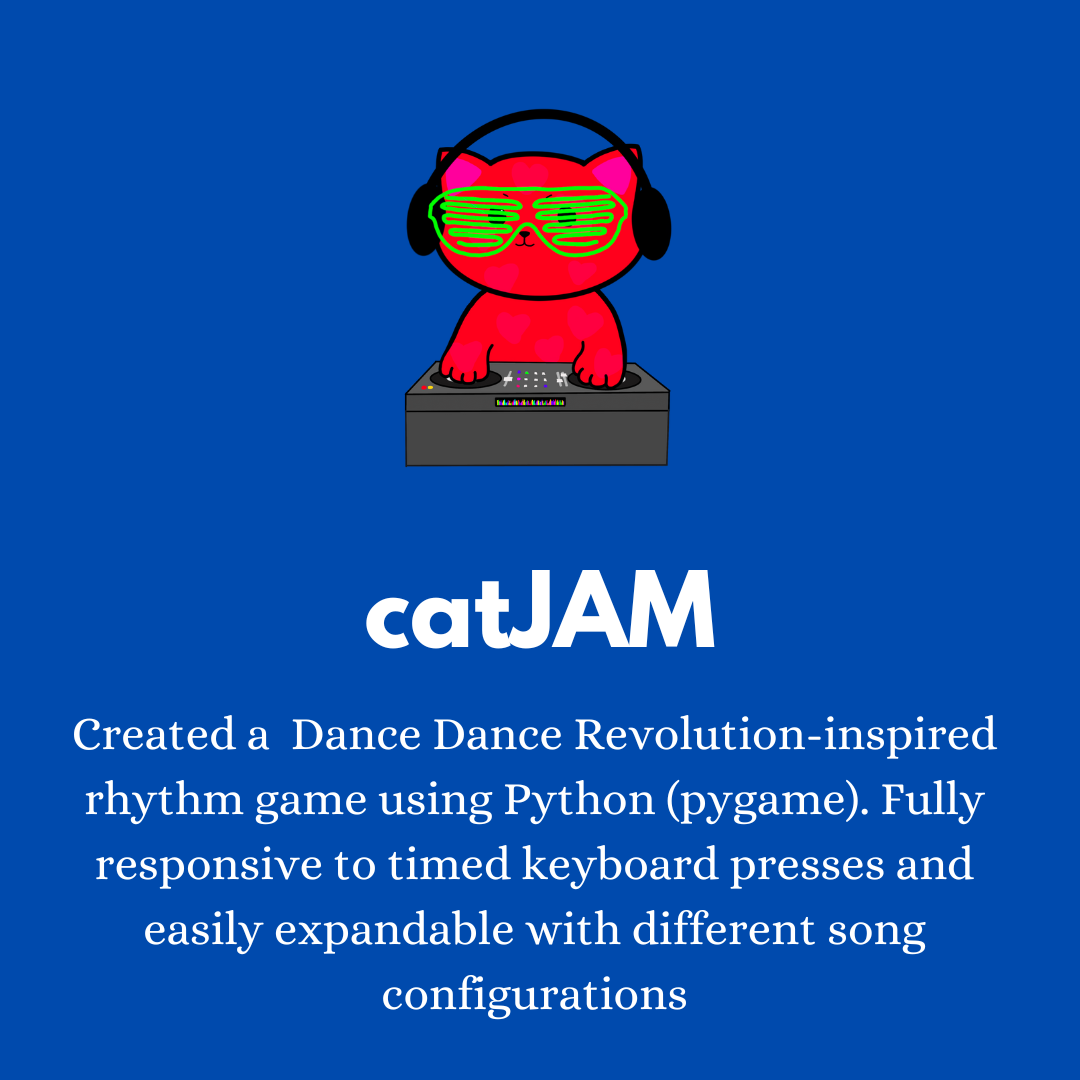 catJAM
Created a  Dance Dance Revolution-inspired
rhythm game using Python (pygame). Fully
responsive to timed keyboard presses and
easily expandable with different song
configurations